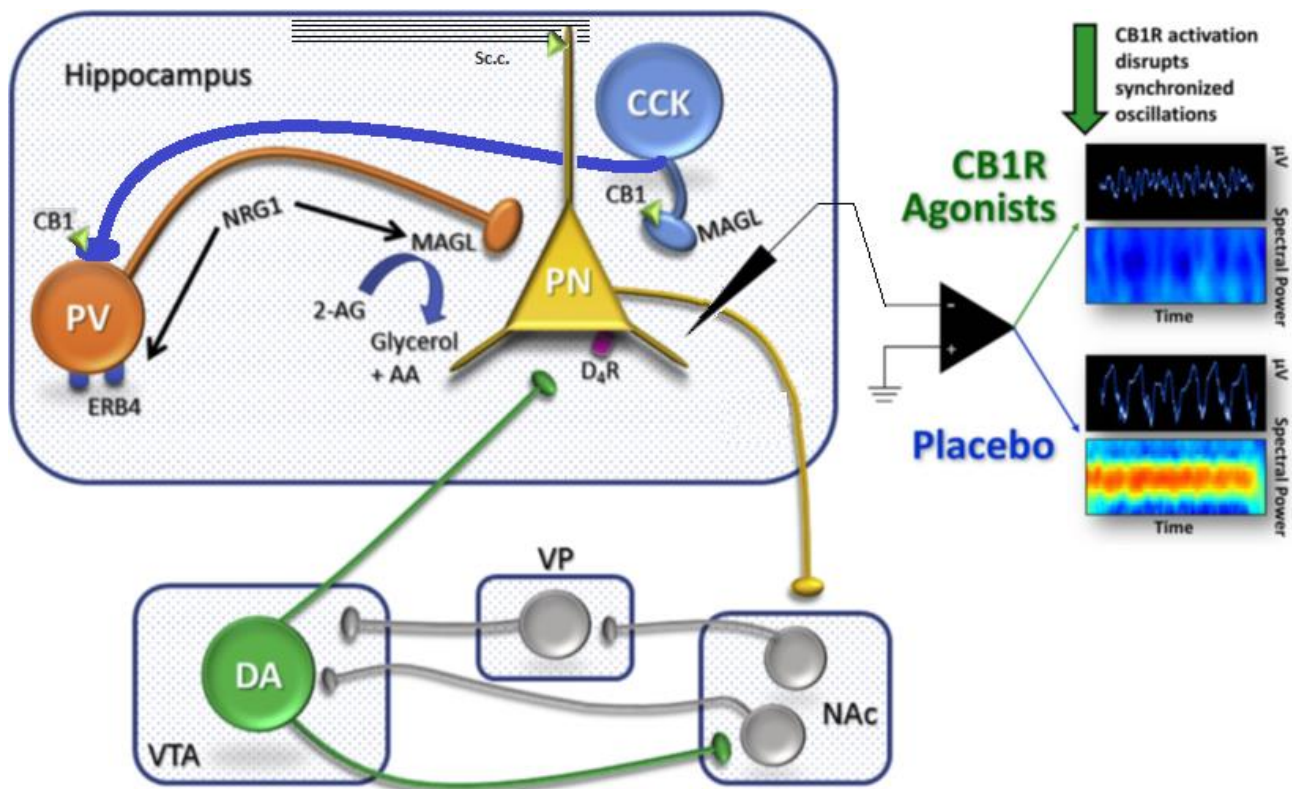 Hippocampus
Sc.c.
CCK
CB1
MAGL
CB1
NRG1
MAGL
PV
2-AG
Glycerol
+ AA
ERB4
PN
D₄R
VP
DA
VTA
NAc
CB1R activation
disrupts
synchronized
oscillations
CB1R
Agonists
-
+
µV
Spectral Power
Time
Placebo
µV
Spectral Power
Time